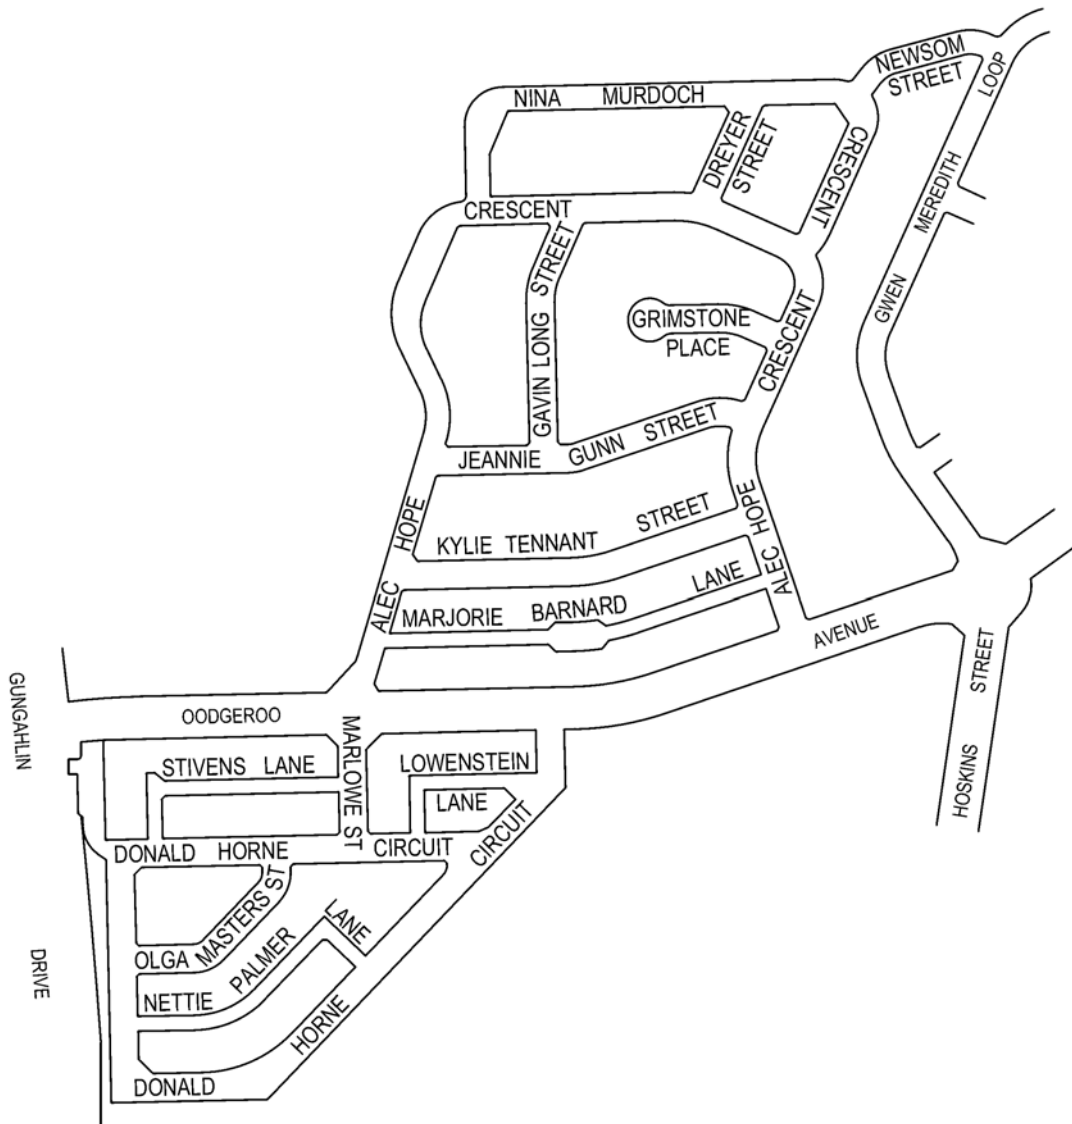 NEWSOM
STREET
LOOP
NINA MURDOCH
CRESCENT
DREYER
STREET
CRESCENT
MEREDITH
CRESCENT
STREET
GWEN
GRIMSTONE
PLACE
CRESCENT
GAVIN LONG
JEANNIE GUNN STREET
HOPE
KYLIE TENNANT STREET
ALEC HOPE
ALEC
MARJORIE BARNARD LANE
AVENUE
STREET
GUNGAHLIN
OODGEROO
MARLOWE ST
STIVENS LANE
LOWENSTEIN
LANE
HOSKINS
CIRCUIT
DONALD HORNE CIRCUIT
OLGA MASTERS ST
NETTIE PALMER LANE
DRIVE
HORNE
DONALD